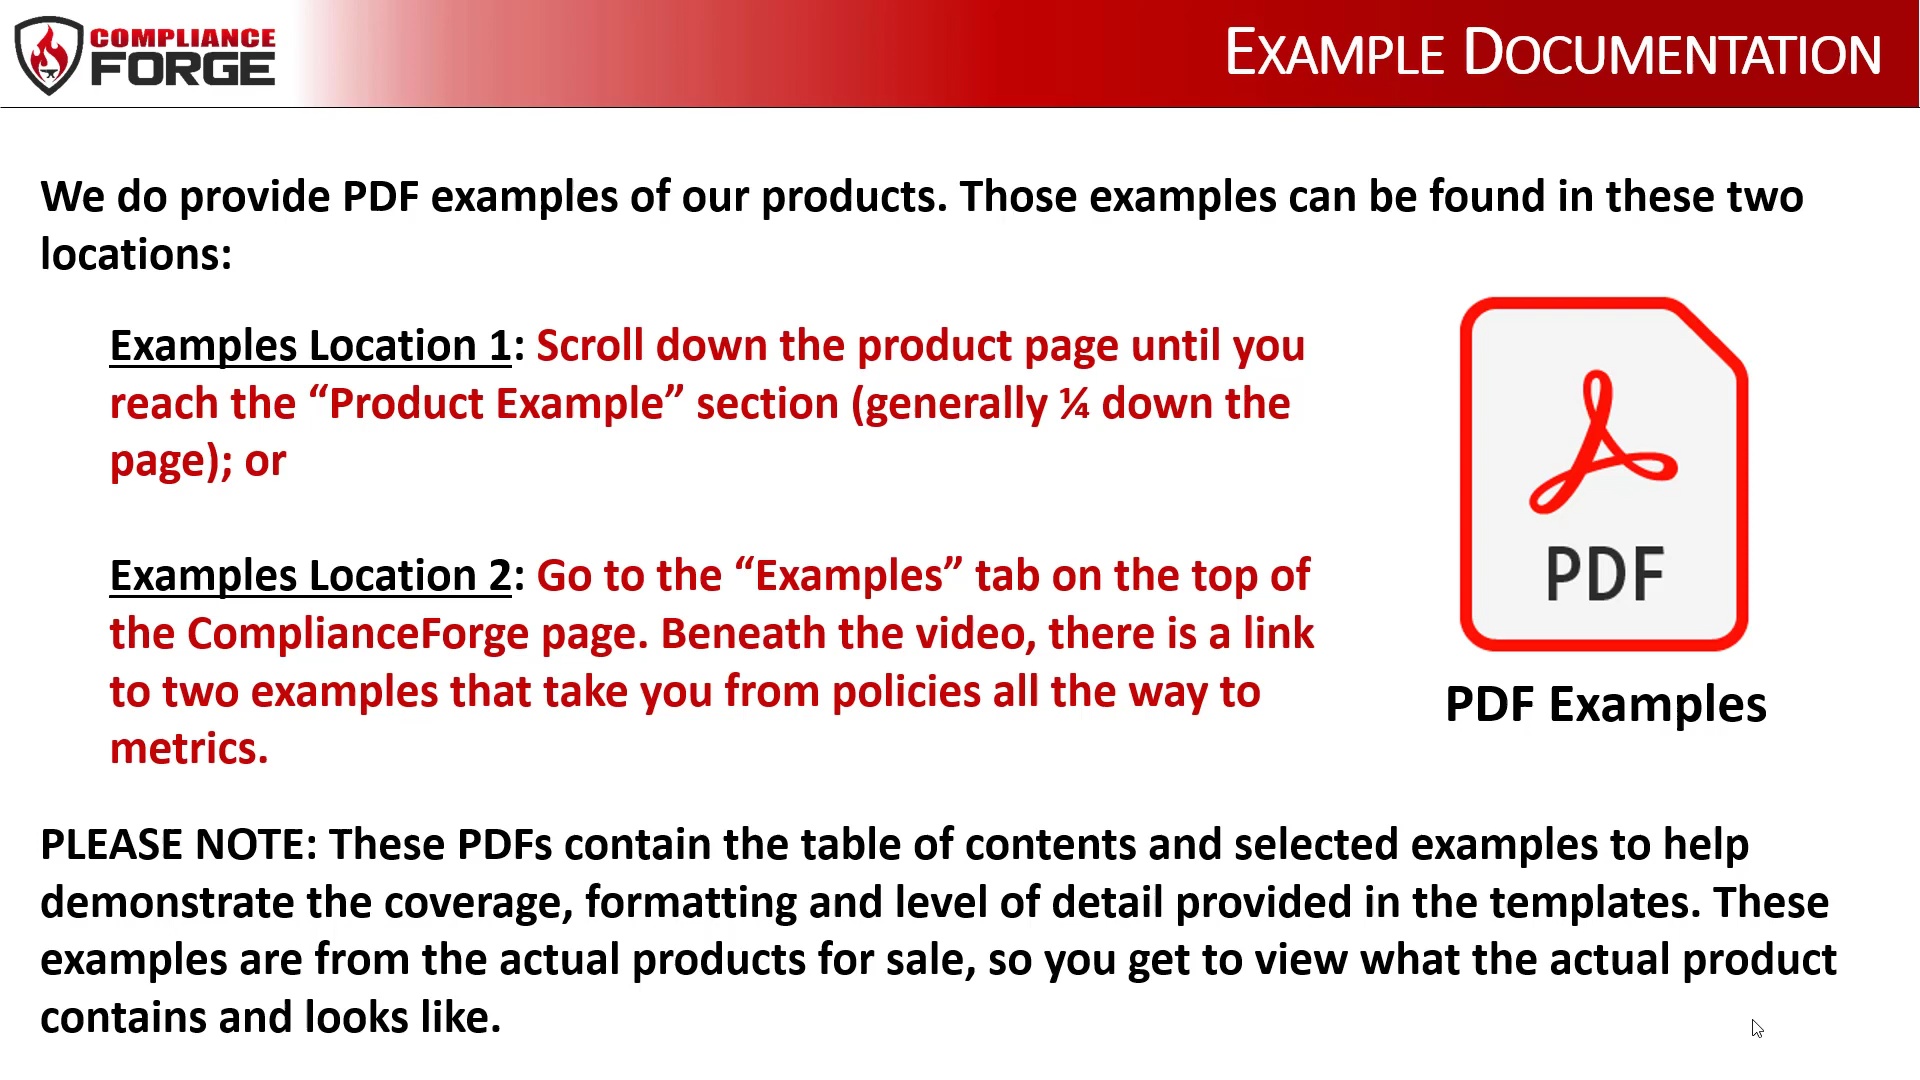 COMPLIANCE
FORGE
EXAMPLE DOCUMENTATION
We do provide PDF examples of our products. Those examples can be found in these two
locations:
Examples Location 1: Scroll down the product page until you
reach the “Product Example” section (generally ¼ down the
page); or
Examples Location 2: Go to the “Examples” tab on the top of
the ComplianceForge page. Beneath the video, there is a link
to two examples that take you from policies all the way to
metrics.
PDF
PDF Examples
PLEASE NOTE: These PDFs contain the table of contents and selected examples to help
demonstrate the coverage, formatting and level of detail provided in the templates. These
examples are from the actual products for sale, so you get to view what the actual product
contains and looks like.